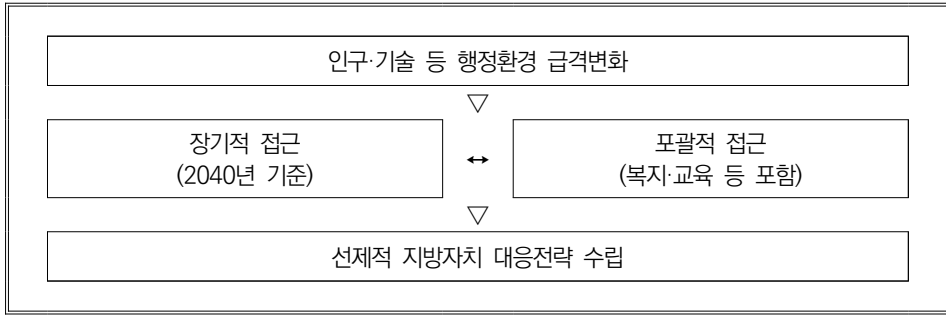 인구·기술 등 행정환경 급격변화
▽
장기적 접근 ↔ 포괄적 접근
(2040년 기준) (복지·교육 등 포함)
▽
선제적 지방자치 대응전략 수립